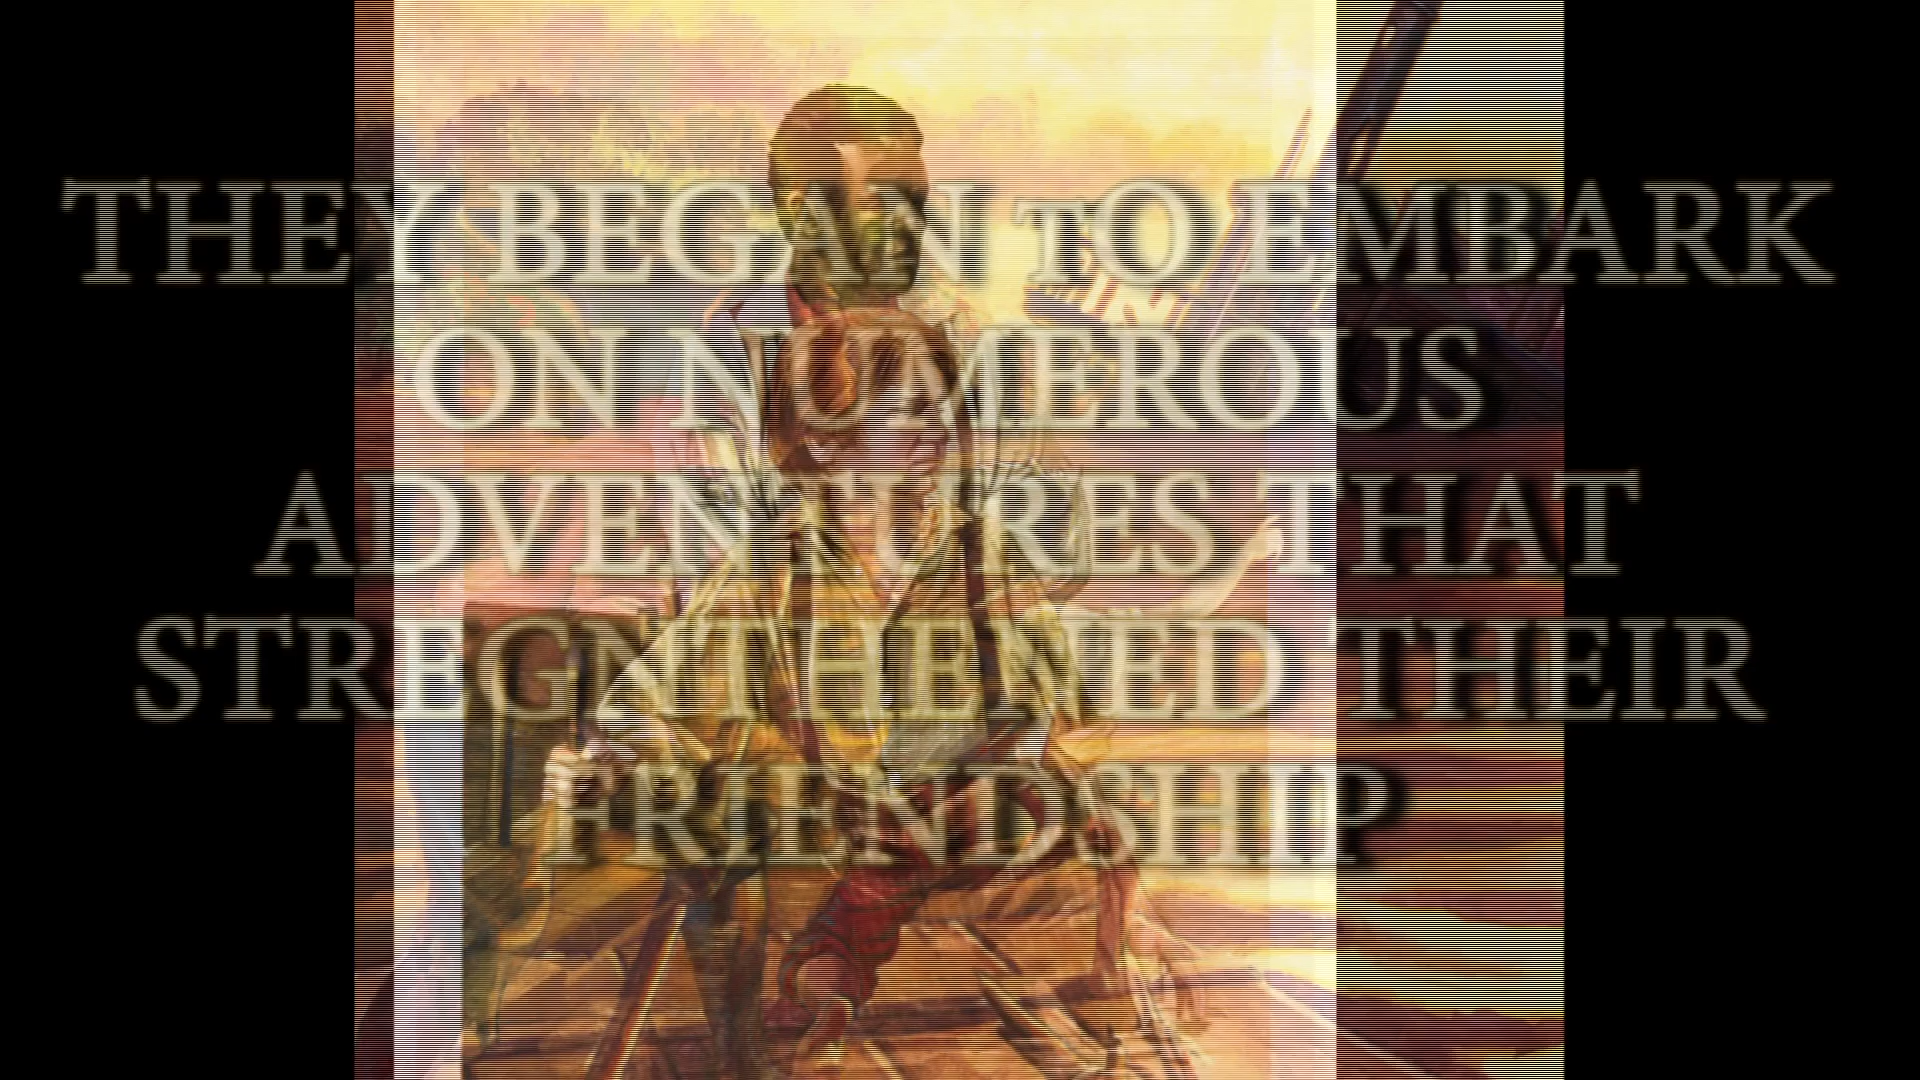 THEY BEGAN TO EMBARK
ON NUMEROUS
ADVENTURES THAT
STREGNTHENED THEIR
FRIENDSHIP